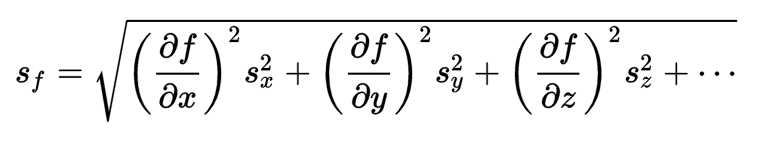 $s_f = \sqrt{\left(\frac{\partial f}{\partial x}\right)^2 s_x^2 + \left(\frac{\partial f}{\partial y}\right)^2 s_y^2 + \left(\frac{\partial f}{\partial z}\right)^2 s_z^2 + \cdots}$